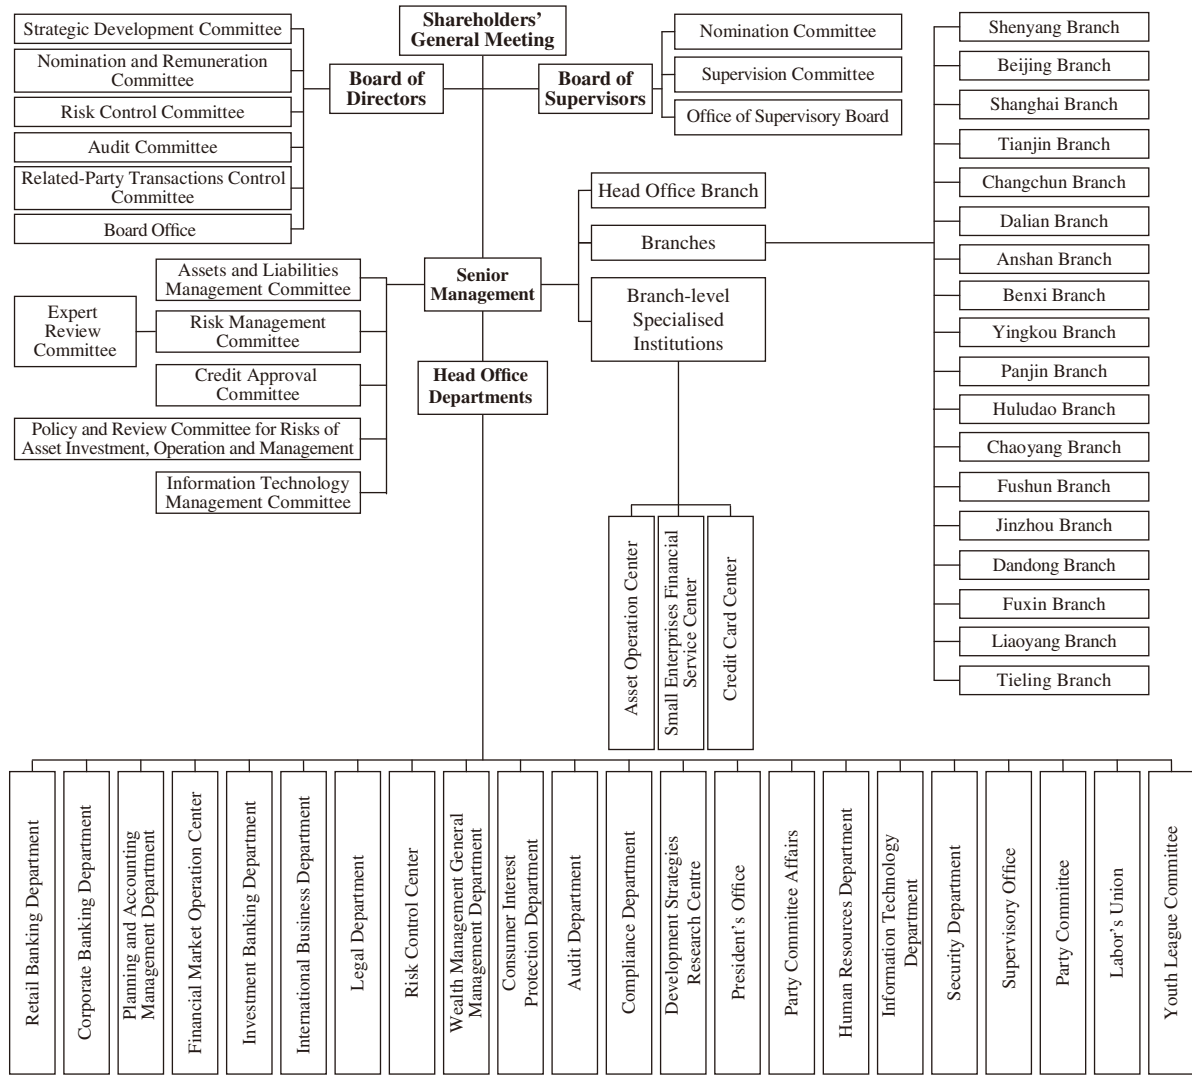 Shareholders’
General Meeting
Board of
Directors
Strategic Development Committee
Nomination and Remuneration
Committee
Risk Control Committee
Audit Committee
Related-Party Transactions Control
Committee
Board Office
Board of
Supervisors
Nomination Committee
Supervision Committee
Office of Supervisory Board
Senior
Management
Assets and Liabilities
Management Committee
Risk Management
Committee
Expert
Review
Committee
Credit Approval
Committee
Policy and Review Committee for Risks of
Asset Investment, Operation and Management
Information Technology
Management Committee
Head Office Branch
Branches
Branch-level
Specialised
Institutions
Shenyang Branch
Beijing Branch
Shanghai Branch
Tianjin Branch
Changchun Branch
Dalian Branch
Anshan Branch
Benxi Branch
Yingkou Branch
Panjin Branch
Huludao Branch
Chaoyang Branch
Fushun Branch
Jinzhou Branch
Dandong Branch
Fuxin Branch
Liaoyang Branch
Tieling Branch
Asset Operation Center
Small Enterprises Financial
Service Center
Credit Card Center
Head Office
Departments
Retail Banking Department
Corporate Banking Department
Planning and Accounting
Management Department
Financial Market Operation Center
Investment Banking Department
International Business Department
Legal Department
Risk Control Center
Wealth Management General
Management Department
Consumer Interest
Protection Department
Audit Department
Compliance Department
Development Strategies
Research Centre
President’s Office
Party Committee Affairs
Human Resources Department
Information Technology
Department
Security Department
Supervisory Office
Party Committee
Labor’s Union
Youth League Committee